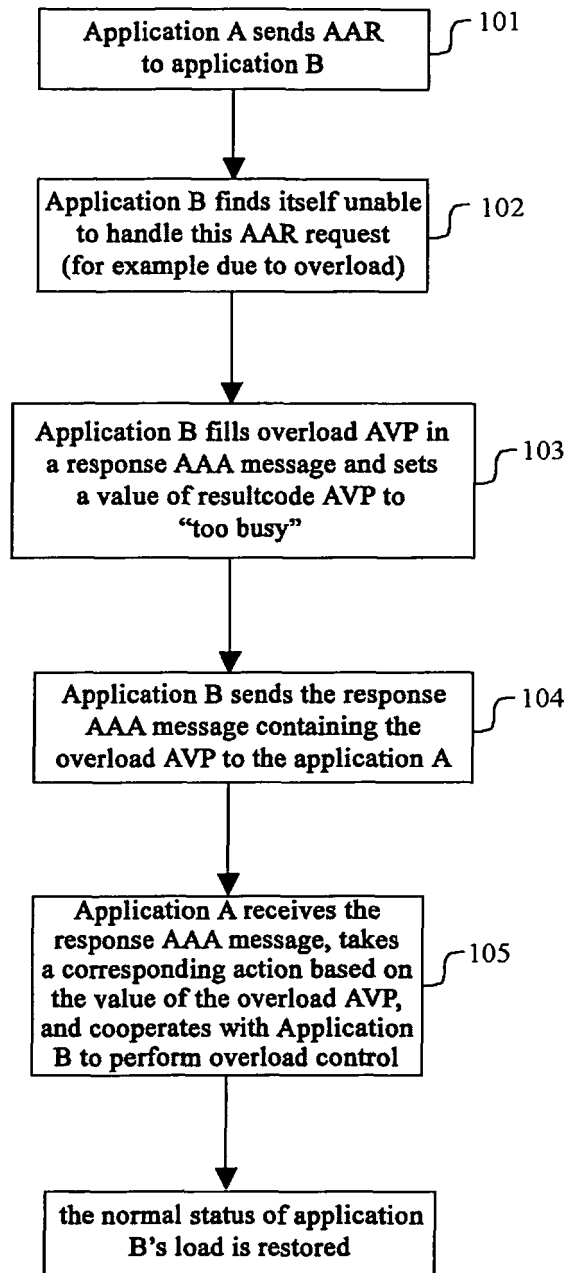 Application A sends AAR
to application B
101
Application B finds itself unable
to handle this AAR request
(for example due to overload)
102
Application B fills overload AVP in
a response AAA message and sets
a value of resultcode AVP to
“too busy”
103
Application B sends the response
AAA message containing the
overload AVP to the application A
104
Application A receives the
response AAA message, takes
a corresponding action based on
the value of the overload AVP,
and cooperates with Application
B to perform overload control
105
the normal status of application
B’s load is restored